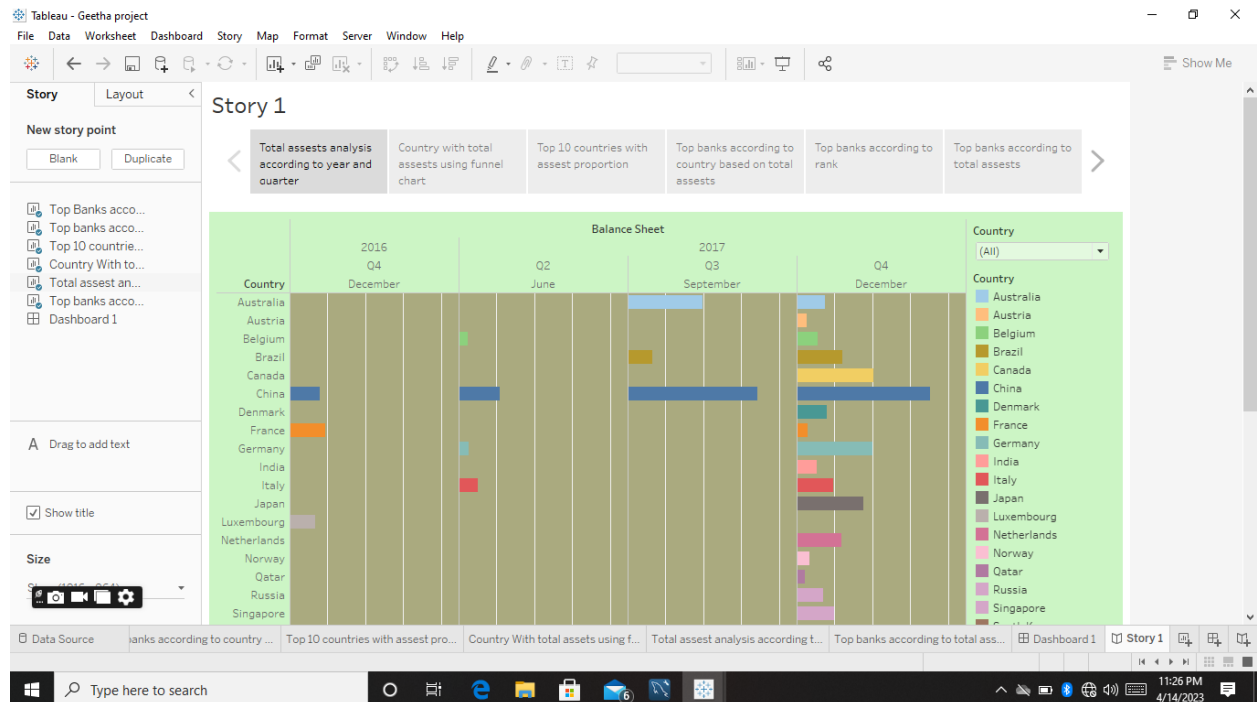 Tableau - Geetha project
File Data Worksheet Dashboard Story Map Format Server Window Help
Show Me
Story Layout
New story point
Blank Duplicate
Top Banks acco...
Top banks acco...
Top 10 countrie...
Country With to...
Total assest an...
Top banks acco...
Dashboard 1
A Drag to add text
Show title
Size
Story 1
Total assests analysis
according to year and
quarter
Country with total
assests using funnel
chart
Top 10 countries with
assest proportion
Top banks according to
country based on total
assests
Top banks according to
rank
Top banks according to
total assests
Balance Sheet
2016 2017
Q4 Q2 Q3 Q4
Country December June September December
Australia
Austria
Belgium
Brazil
Canada
China
Denmark
France
Germany
India
Italy
Japan
Luxembourg
Netherlands
Norway
Qatar
Russia
Singapore
Country
(All)
Country
Australia
Austria
Belgium
Brazil
Canada
China
Denmark
France
Germany
India
Italy
Japan
Luxembourg
Netherlands
Norway
Qatar
Russia
Singapore
Data Source anks according to country ... Top 10 countries with assest pro... Country With total assets using f... Total assest analysis according t... Top banks according to total ass... Dashboard 1 Story 1
Type here to search
6
11:26 PM
4/14/2023